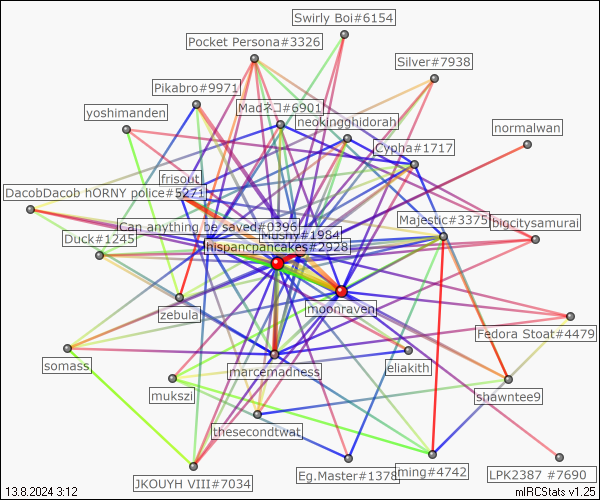 Swirly Boi#6154
Pocket Persona#3326
Silver#7938
Pikabro#9971
Madネコ#6901
yoshimanden
neokingghidorah
normalwan
Cypha#1717
frisout
DacobDacob hORNY police#5271
Can anything be saved#0396
Majestic#3375
bigcitysamurai
Mushy#1984
Duck#1245
hispancpancakes#2928
moonraven
zebula
Fedora Stoat#4479
somass
marcemadness
eliakith
mukszi
shawntee9
thesecondtwat
JKOUYH VIII#7034
Eg.Master#1378
ming#4742
LPK2387 #7690
13.8.2024 3:12
mIRCStats v1.25